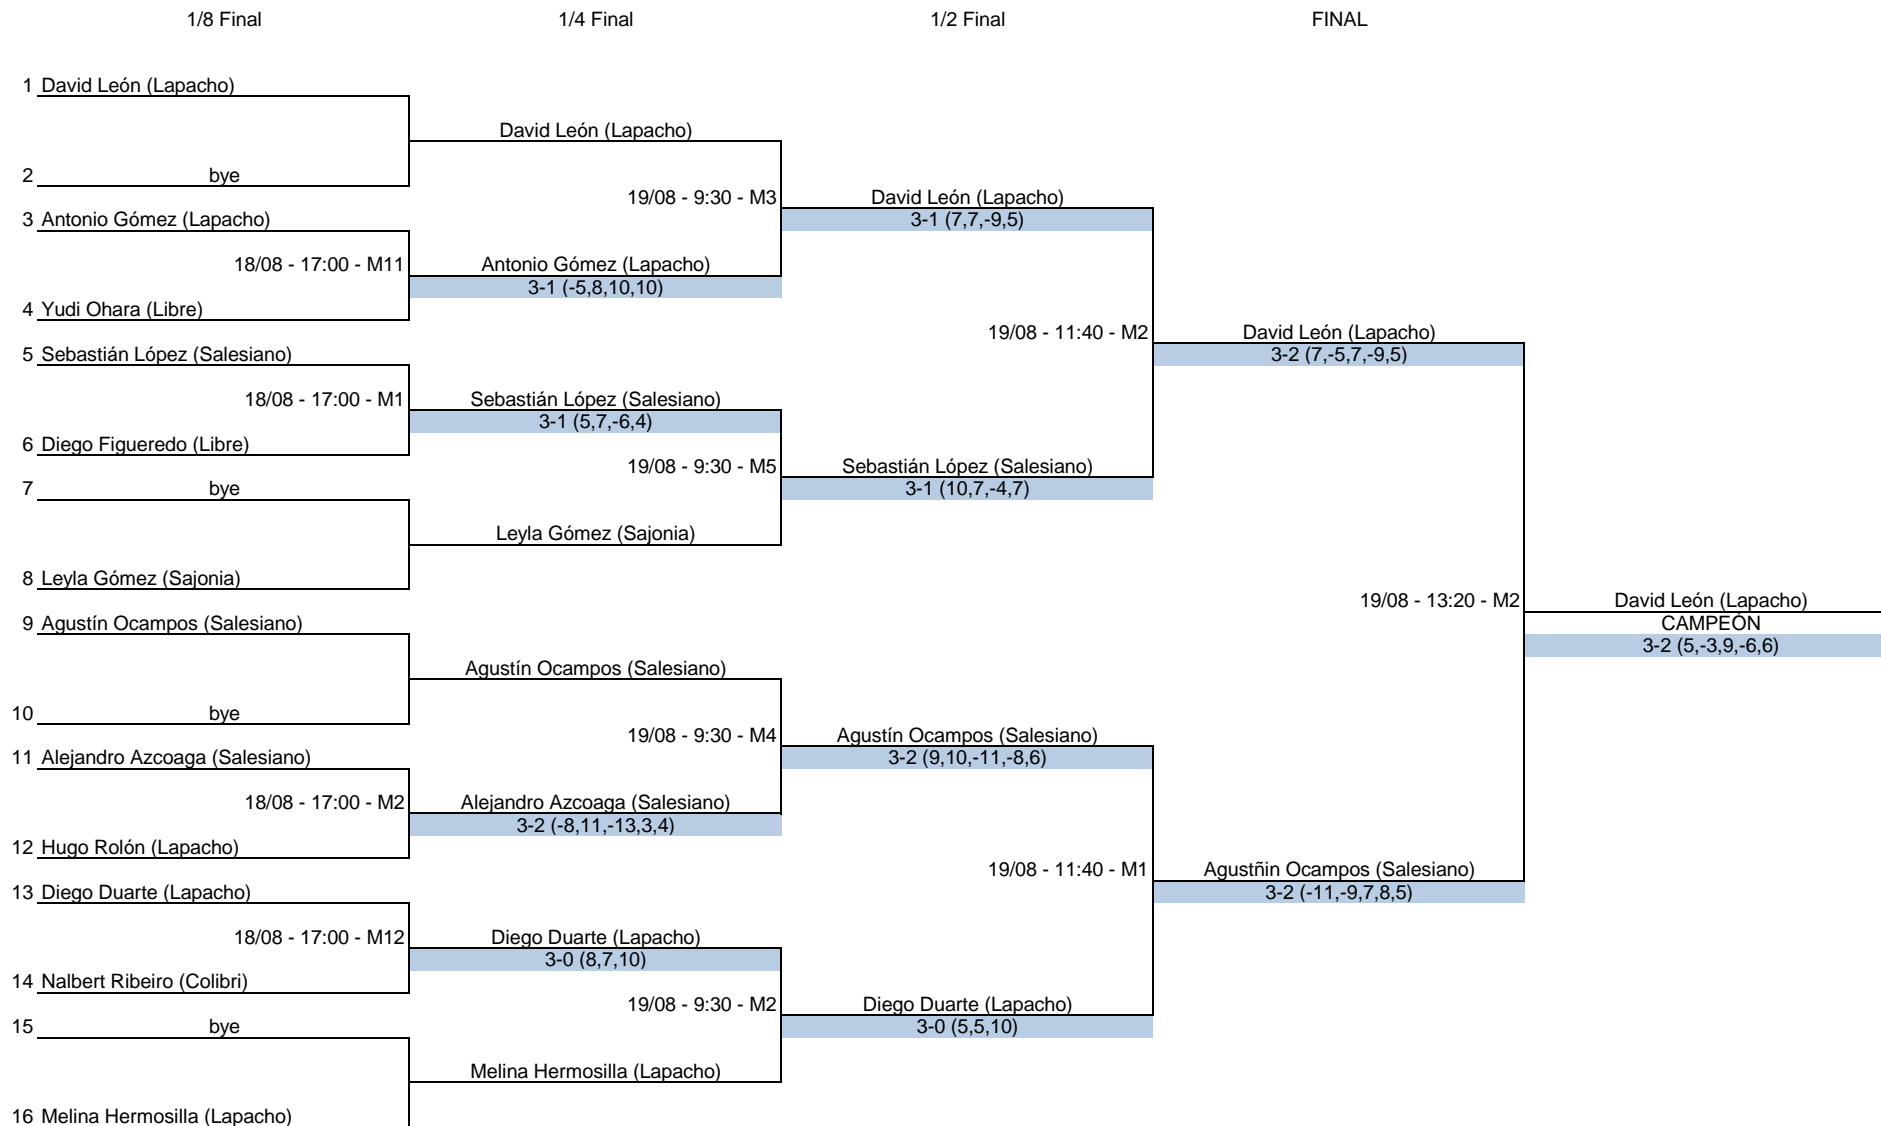 1/8 Final 1/4 Final 1/2 Final FINAL
1 David León (Lapacho)
David León (Lapacho)
2 bye
19/08 - 9:30 - M3 David León (Lapacho)
3 Antonio Gómez (Lapacho) 3-1 (7,7,-9,5)
18/08 - 17:00 - M11 Antonio Gómez (Lapacho)
3-1 (-5,8,10,10)
4 Yudi Ohara (Libre)
19/08 - 11:40 - M2 David León (Lapacho)
5 Sebastián López (Salesiano) 3-2 (7,-5,7,-9,5)
18/08 - 17:00 - M1 Sebastián López (Salesiano)
3-1 (5,7,-6,4)
6 Diego Figueredo (Libre)
19/08 - 9:30 - M5 Sebastián López (Salesiano)
7 bye 3-1 (10,7,-4,7)
Leyla Gómez (Sajonia)
8 Leyla Gómez (Sajonia)
19/08 - 13:20 - M2 David León (Lapacho)
9 Agustín Ocampos (Salesiano) CAMPEÓN
3-2 (5,-3,9,-6,6)
Agustín Ocampos (Salesiano)
10 bye
19/08 - 9:30 - M4 Agustín Ocampos (Salesiano)
11 Alejandro Azcoaga (Salesiano) 3-2 (9,10,-11,-8,6)
18/08 - 17:00 - M2 Alejandro Azcoaga (Salesiano)
3-2 (-8,11,-13,3,4)
12 Hugo Rolón (Lapacho)
19/08 - 11:40 - M1 Agustñin Ocampos (Salesiano)
13 Diego Duarte (Lapacho) 3-2 (-11,-9,7,8,5)
18/08 - 17:00 - M12 Diego Duarte (Lapacho)
3-0 (8,7,10)
14 Nalbert Ribeiro (Colibri)
19/08 - 9:30 - M2 Diego Duarte (Lapacho)
15 bye 3-0 (5,5,10)
Melina Hermosilla (Lapacho)
16 Melina Hermosilla (Lapacho)